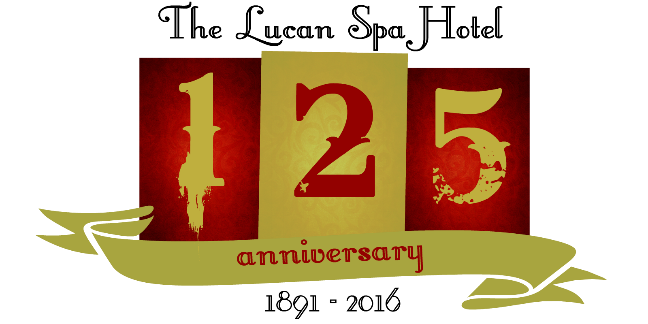 The Lucan Spa Hotel
125
anniversary
1891 - 2016